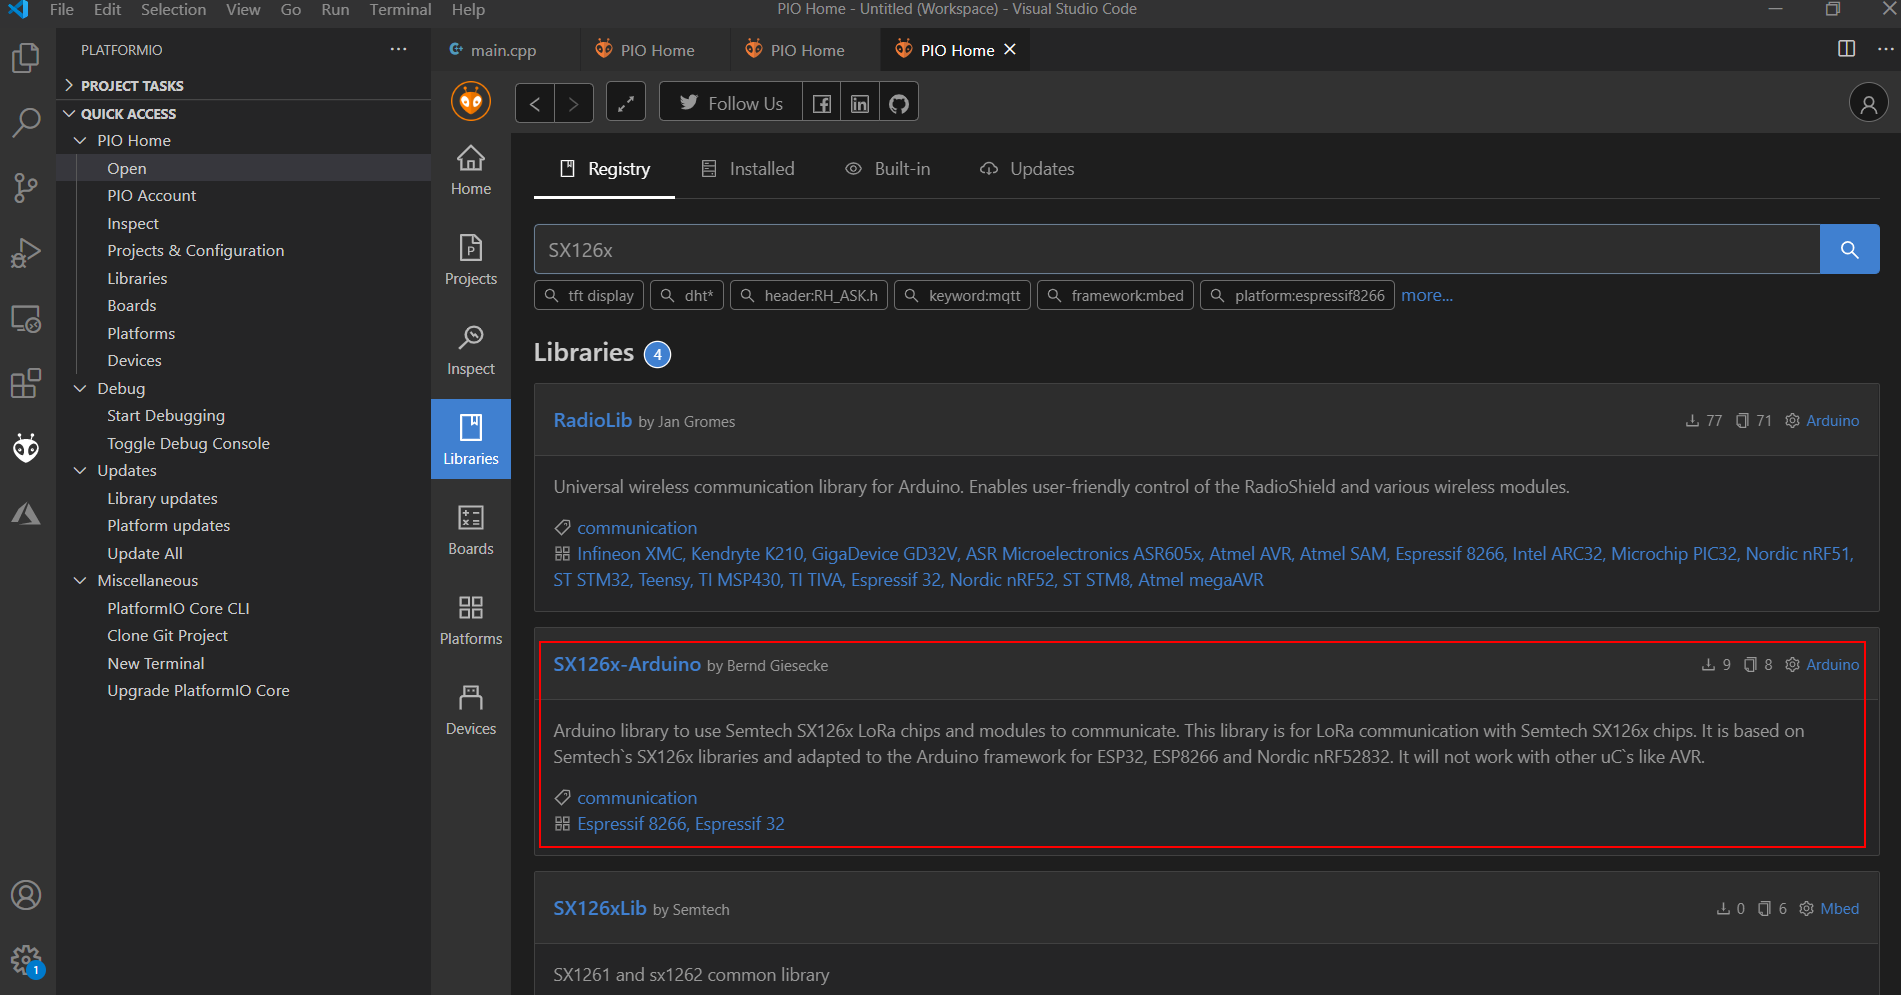 File Edit Selection View Go Run Terminal Help
PIO Home - Untitled (Workspace) - Visual Studio Code
PLATFORMIO
PROJECT TASKS
QUICK ACCESS
PIO Home
Open
PIO Account
Inspect
Projects & Configuration
Libraries
Boards
Platforms
Devices
Debug
Start Debugging
Toggle Debug Console
Updates
Library updates
Platform updates
Update All
Miscellaneous
PlatformIO Core CLI
Clone Git Project
New Terminal
Upgrade PlatformIO Core
1
main.cpp PIO Home PIO Home PIO Home
Follow Us
Home
Projects
Inspect
Libraries
Boards
Platforms
Devices
Registry Installed Built-in Updates
SX126x
tft display dht* header:RH_ASK.h keyword:mqtt framework:mbed platform:espressif8266 more...
Libraries 4
RadioLib by Jan Gromes 77 71 Arduino
Universal wireless communication library for Arduino. Enables user-friendly control of the RadioShield and various wireless modules.
communication
Infineon XMC, Kendryte K210, GigaDevice GD32V, ASR Microelectronics ASR605x, Atmel AVR, Atmel SAM, Espressif 8266, Intel ARC32, Microchip PIC32, Nordic nRF51,
ST STM32, Teensy, TI MSP430, TI TIVA, Espressif 32, Nordic nRF52, ST STM8, Atmel megaAVR
SX126x-Arduino by Bernd Giesecke 9 8 Arduino
Arduino library to use Semtech SX126x LoRa chips and modules to communicate. This library is for LoRa communication with Semtech SX126x chips. It is based on
Semtech`s SX126x libraries and adapted to the Arduino framework for ESP32, ESP8266 and Nordic nRF52832. It will not work with other uC`s like AVR.
communication
Espressif 8266, Espressif 32
SX126xLib by Semtech 0 6 Mbed
SX1261 and sx1262 common library